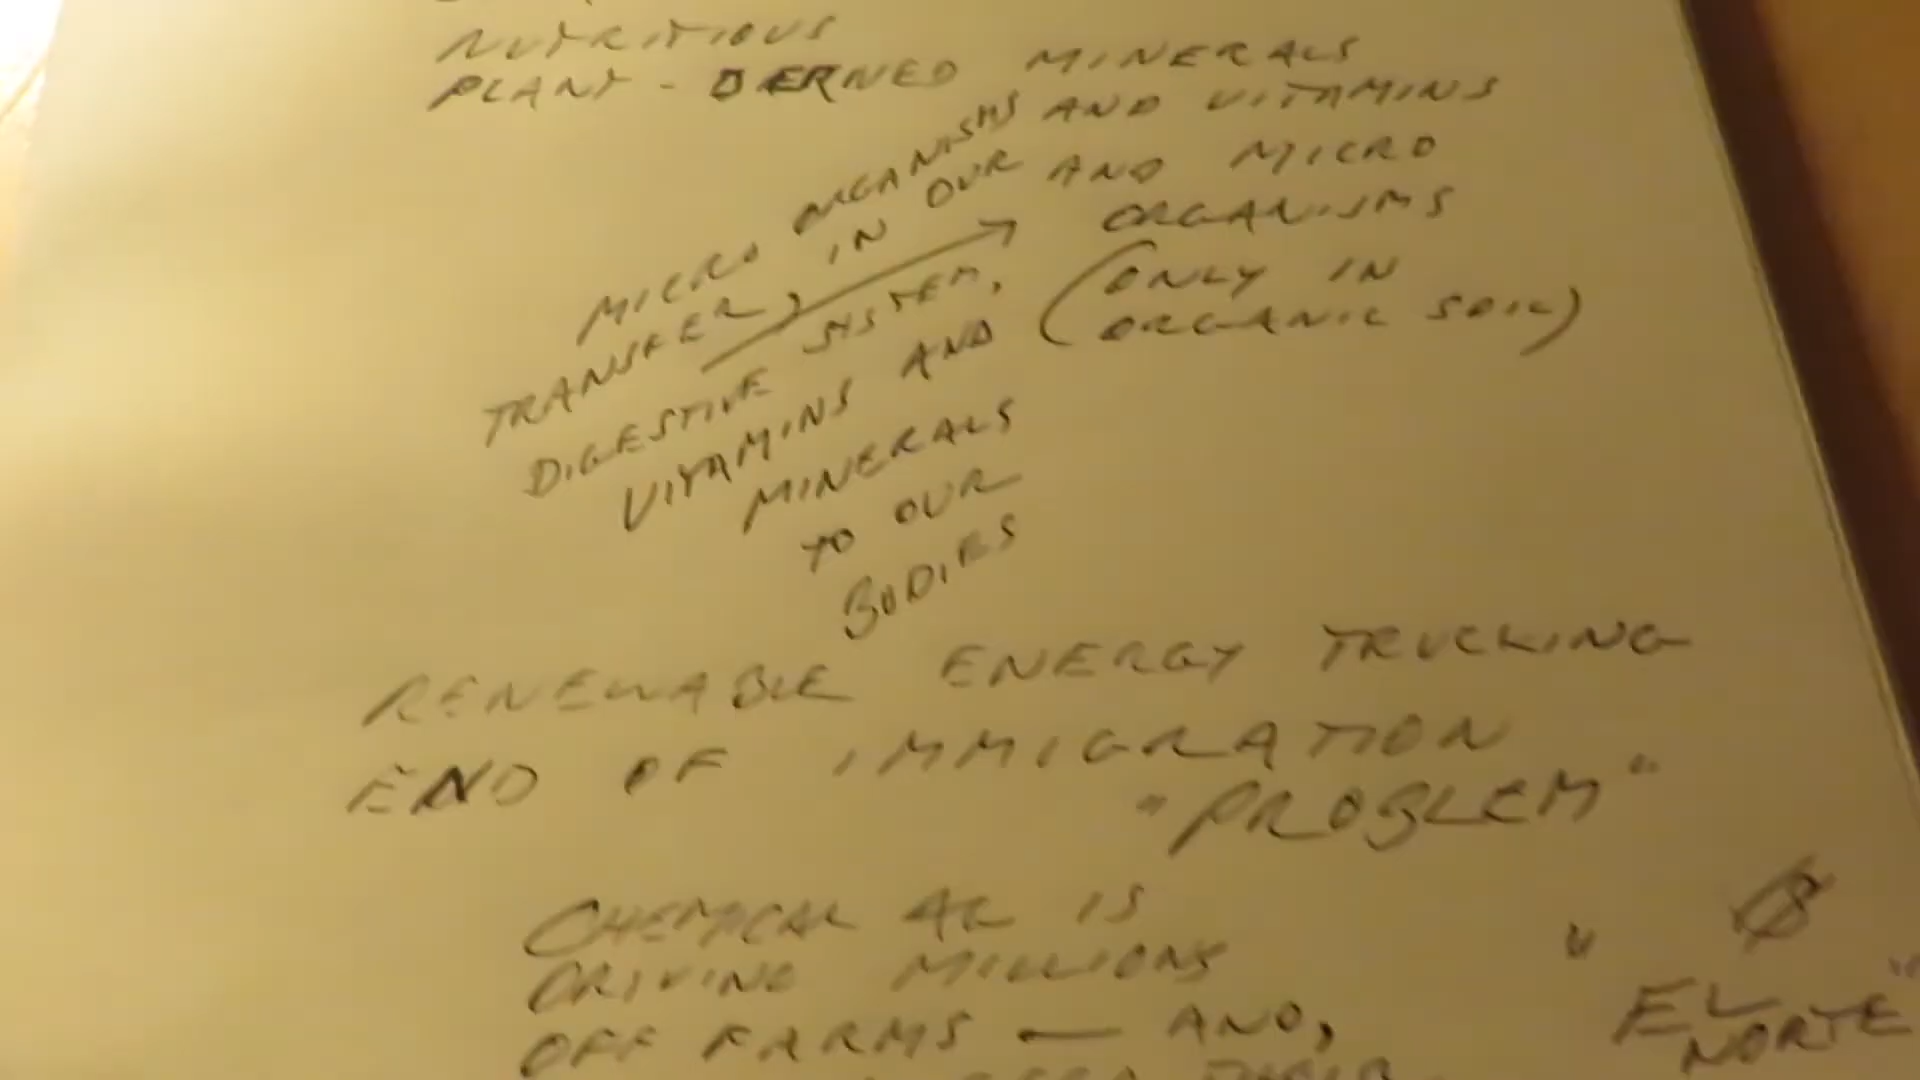 NUTRITIOUS
PLANT - DERIVED MINERALS
AND VITAMINS
AND MICRO
ORGANISMS
(ONLY IN
ORGANIC SOIL)
MICRO ORGANISMS
IN OUR
TRANSFER,
DIGESTIVE SYSTEM,
VITAMINS AND
MINERALS
TO OUR
BODIES
RENEWABLE ENERGY TRUCKING
END OF IMMIGRATION
"PROBLEM"
CHEMICAL AG IS
DRIVING MILLIONS
OFF FARMS — AND,
THEIR
"EL
NORTE"